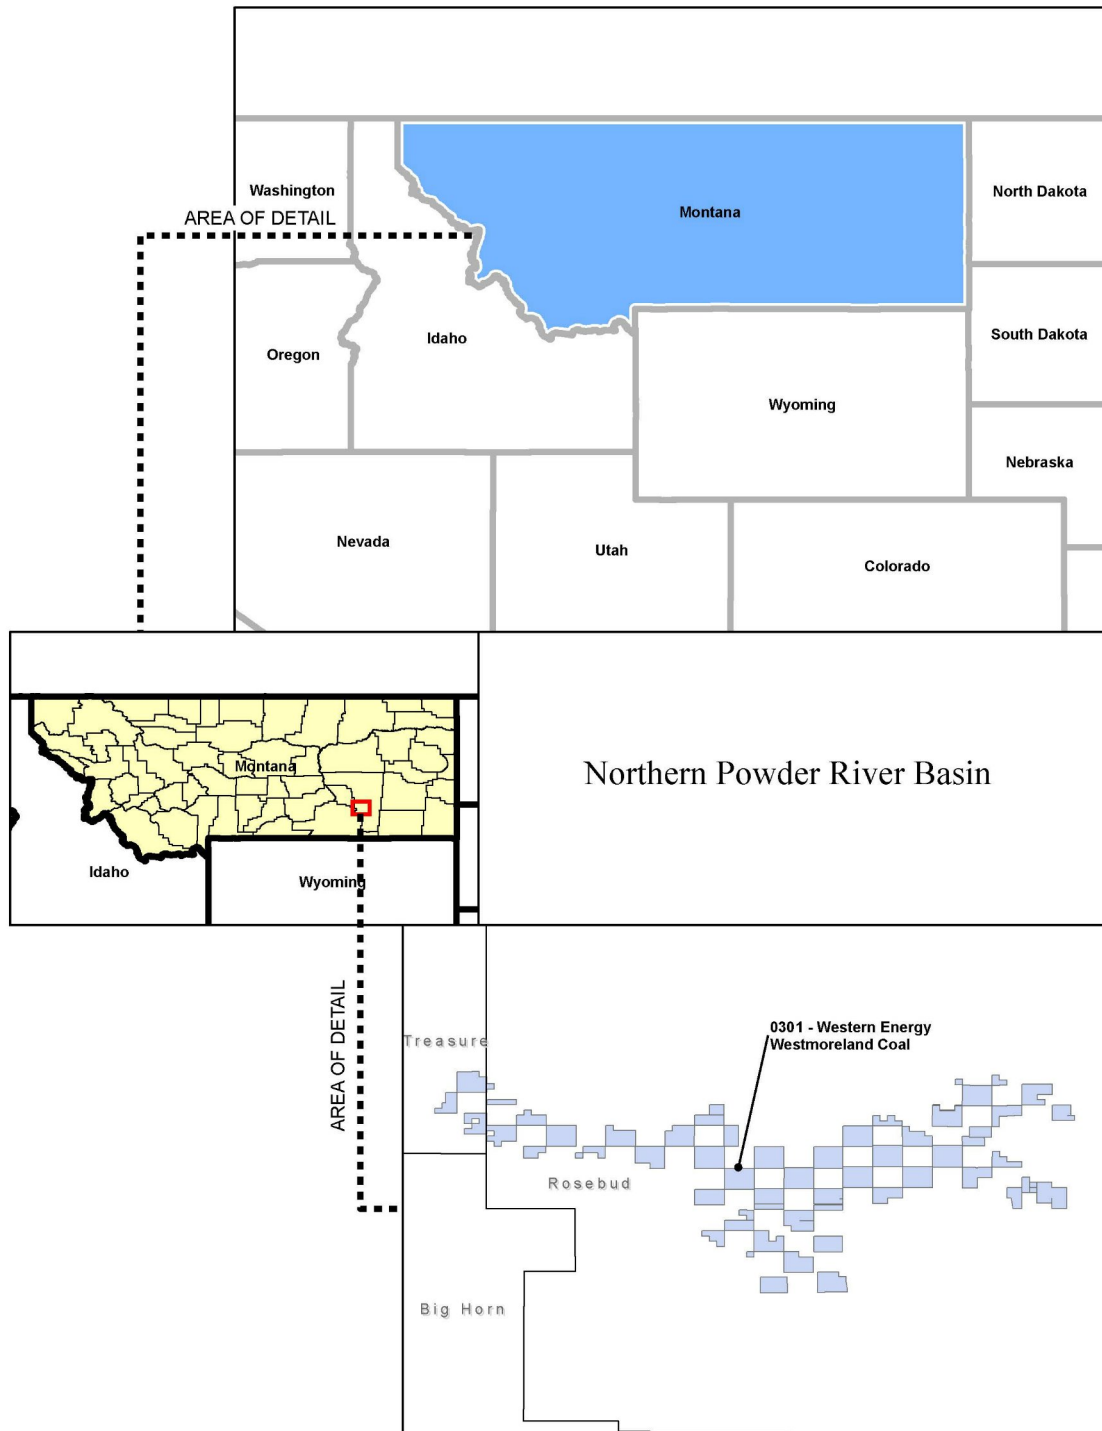 Washington
North Dakota
AREA OF DETAIL
Montana
Idaho
South Dakota
Oregon
Wyoming
Nebraska
Nevada
Utah
Colorado
Montana
Idaho
Wyoming
Northern Powder River Basin
AREA OF DETAIL
0301 - Western Energy
Westmoreland Coal
Treasure
Rosebud
Big Horn